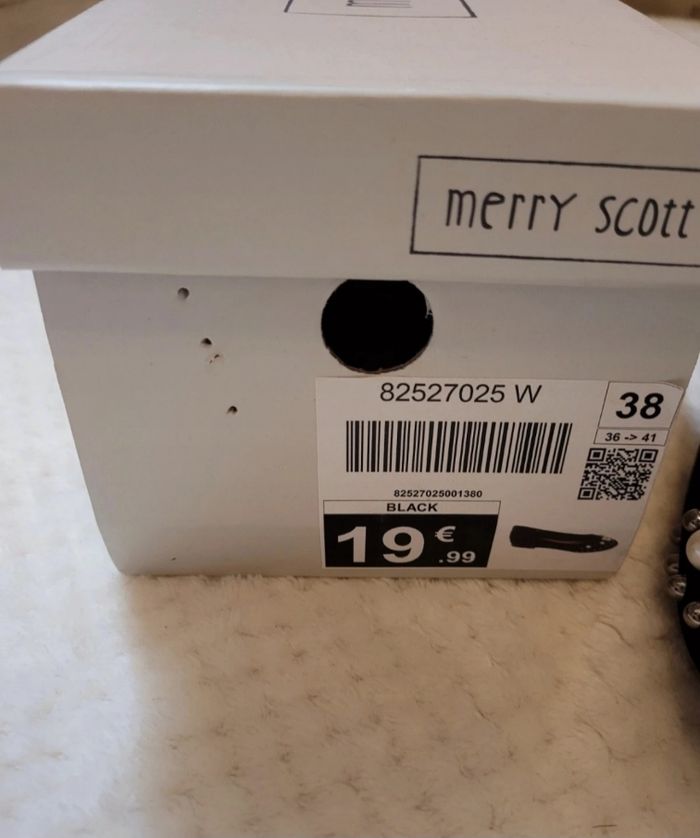 merry scott
82527025 W
38
36 -> 41
82527025001380
BLACK
19 €
.99